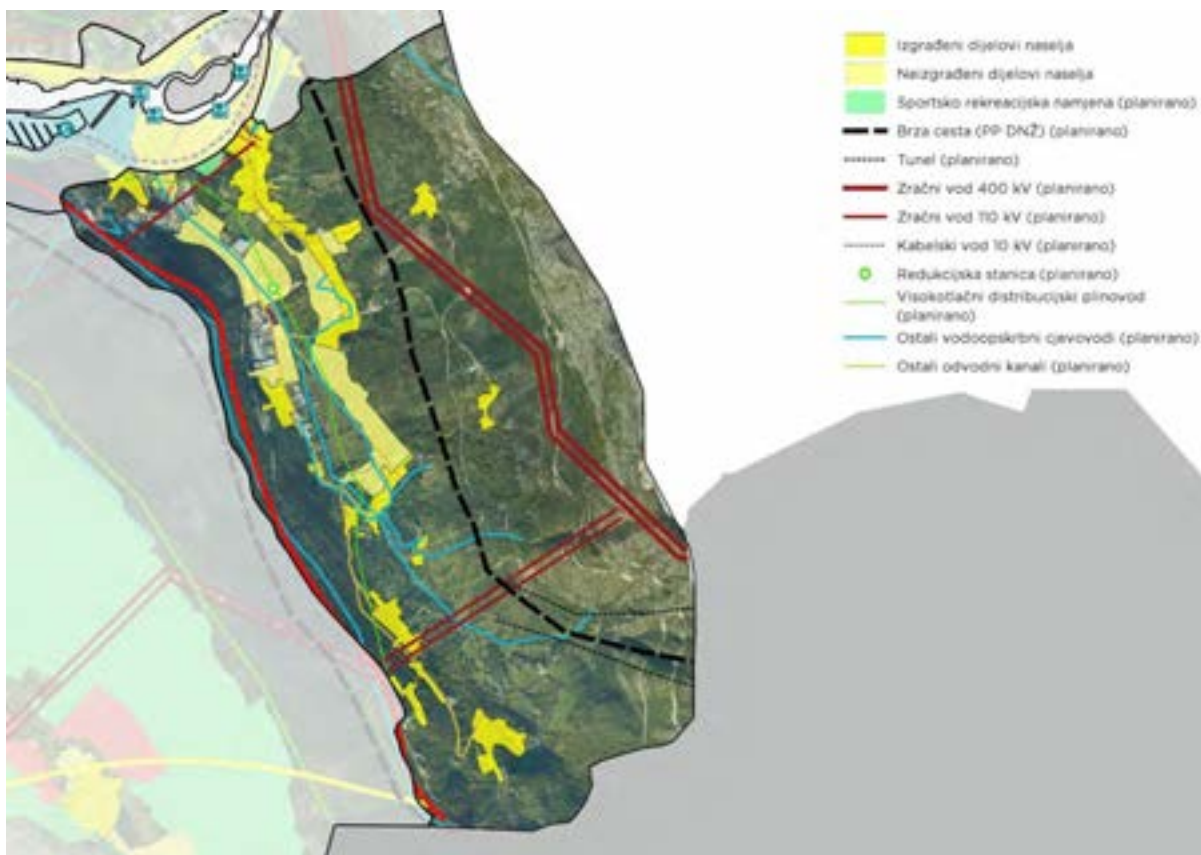 Izgrađeni dijelovi naselja
Neizgrađeni dijelovi naselja
Sportsko rekreacijska namjena (planirano)
Brza cesta (PP DNŽ) (planirano)
Tunel (planirano)
Zračni vod 400 kV (planirano)
Zračni vod 110 kV (planirano)
Kabelski vod 10 kV (planirano)
Redukcijska stanica (planirano)
Visokotlačni distribucijski plinovod
(planirano)
Ostali vodoopskrbni cjevovodi (planirano)
Ostali odvodni kanali (planirano)